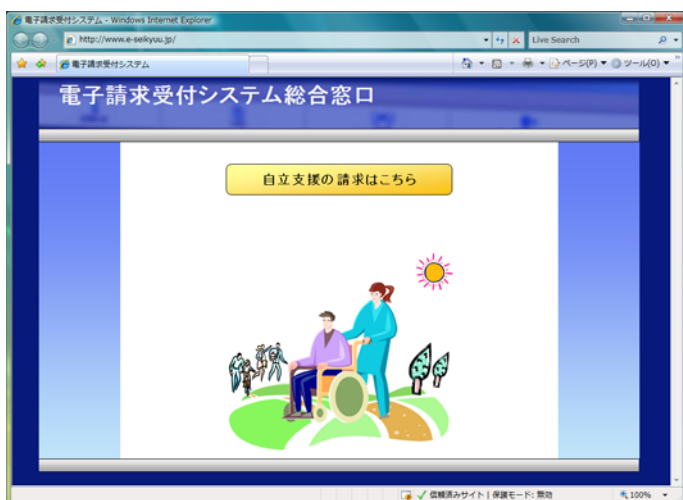 電子請求受付システム - Windows Internet Explorer
http://www.e-seikyuu.jp/
Live Search
電子請求受付システム
ページ(P)
ツール(O)
電子請求受付システム総合窓口
自立支援の請求はこちら
信頼済みサイト | 保護モード: 無効
100%